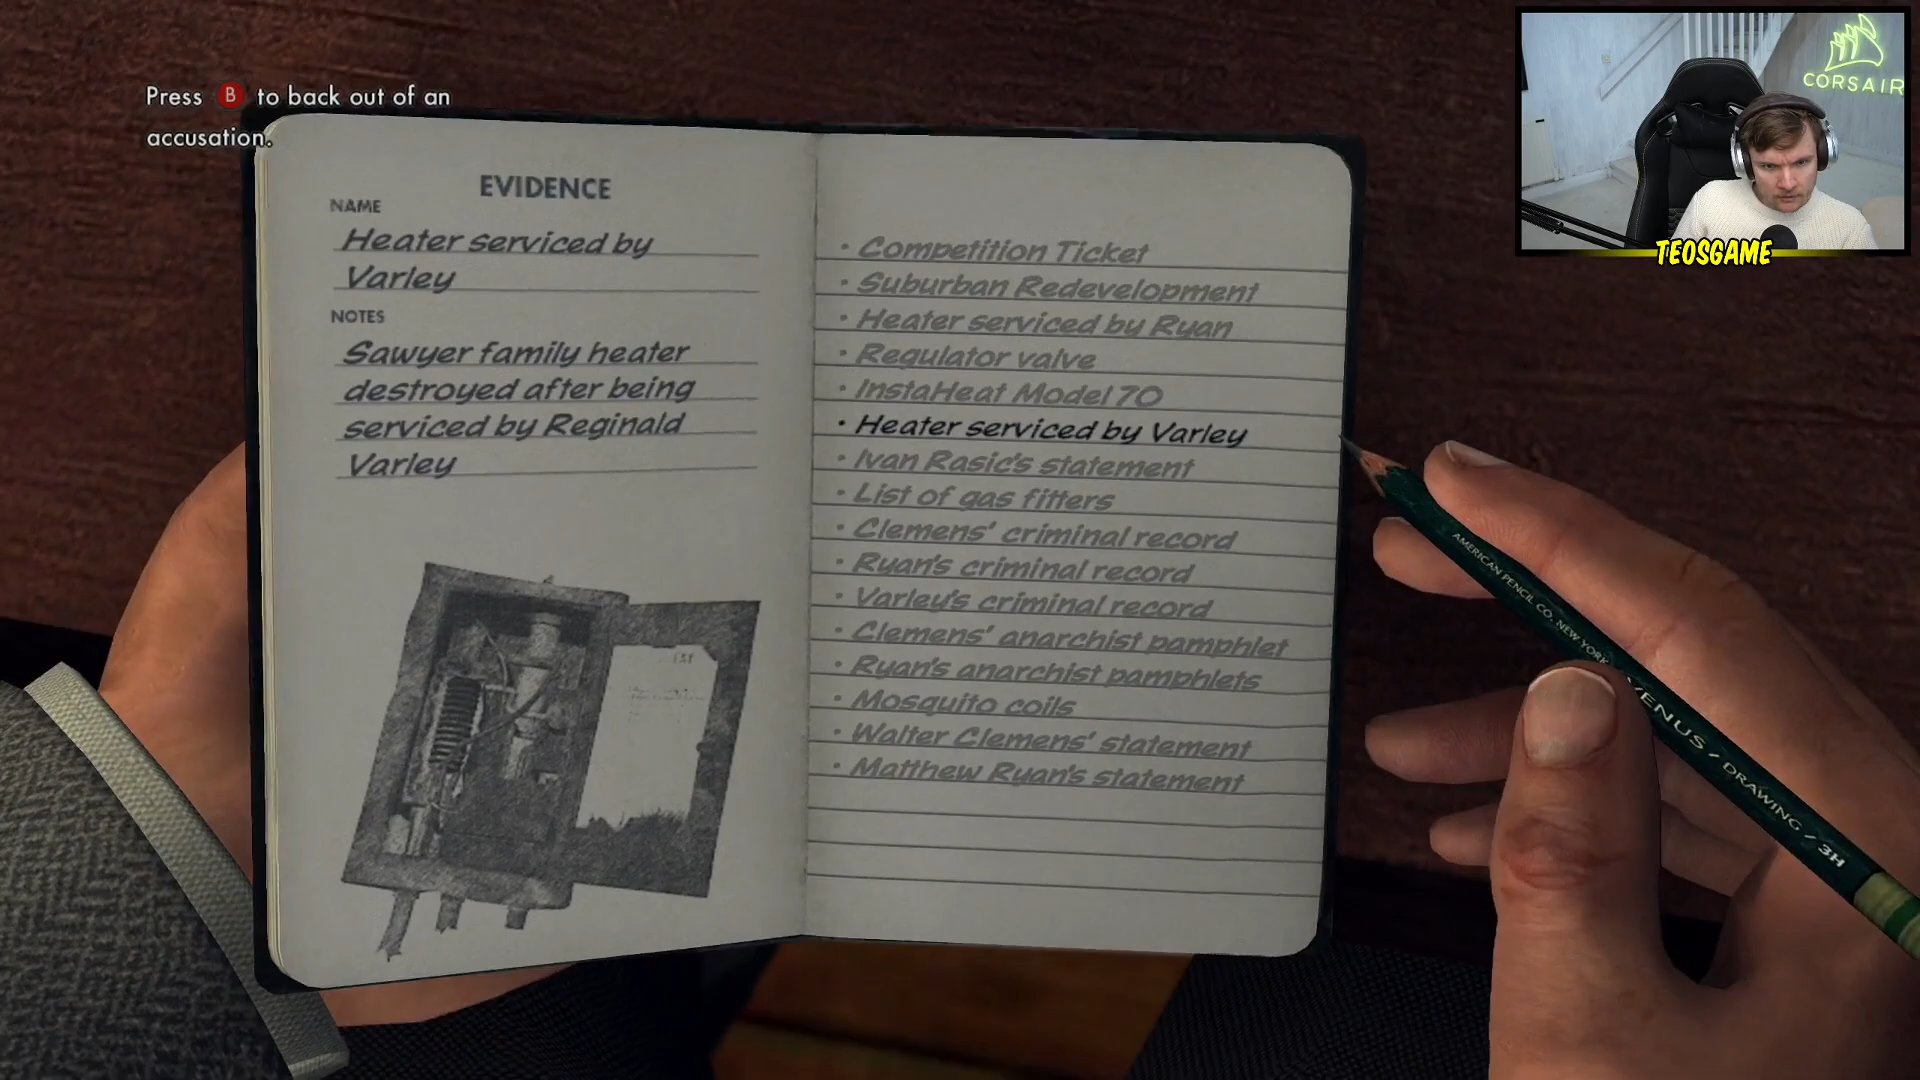 Press B to back out of an
accusation.
EVIDENCE
NAME
Heater serviced by
Varley
NOTES
Sawyer family heater
destroyed after being
serviced by Reginald
Varley
• Competition Ticket
• Suburban Redevelopment
• Heater serviced by Ryan
• Regulator valve
• InstaHeat Model 70
• Heater serviced by Varley
• Ivan Rasic's statement
• List of gas fitters
• Clemens' criminal record
• Ryan's criminal record
• Varley's criminal record
• Clemens' anarchist pamphlet
• Ryan's anarchist pamphlets
• Mosquito coils
• Walter Clemens' statement
• Matthew Ryan's statement
AMERICAN PENCIL CO. NEW YORK
VENUS / DRAWING / 3H
CORSAIR
TEOSGAME